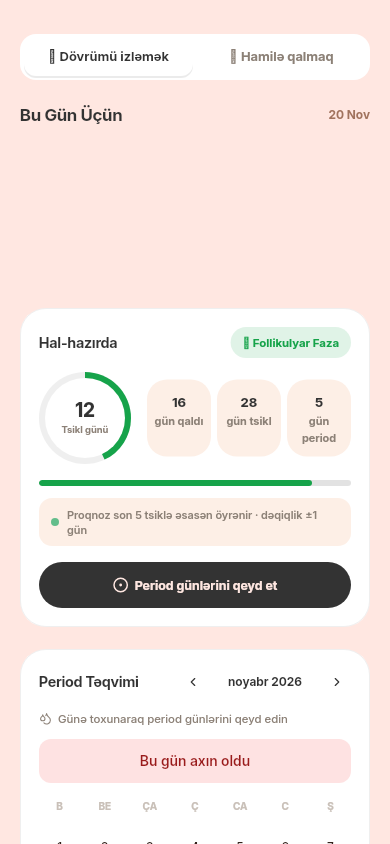 Dövrümü izləmək
Hamilə qalmaq
Bu Gün Üçün
20 Nov
Hal-hazırda
Follikulyar Faza
12
Tsikl günü
16
gün qaldı
28
gün tsikl
5
gün
period
Proqnoz son 5 tsiklə əsasən öyrənir · dəqiqlik ±1
gün
Period günlərini qeyd et
Period Təqvimi
noyabr 2026
Günə toxunaraq period günlərini qeyd edin
Bu gün axın oldu
B BE ÇA Ç CA C Ş